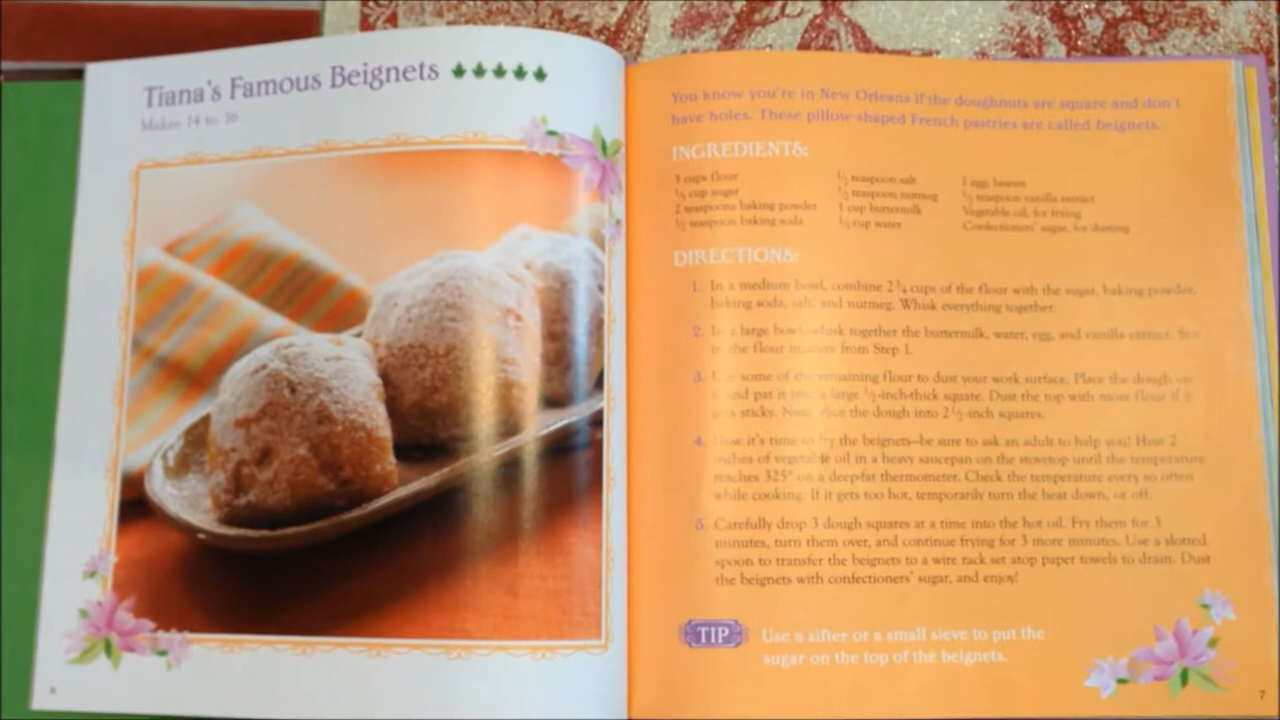 Tiana's Famous Beignets
Makes 14 to 16
6
You know you're in New Orleans if the doughnuts are square and don't
have holes. These pillow-shaped French pastries are called beignets.
INGREDIENTS:
3 cups flour
cup sugar
2 teaspoons baking powder
½ teaspoon baking soda
½ teaspoon salt
½ teaspoon nutmeg
1 cup buttermilk
cup water
1 egg, beaten
½ teaspoon vanilla extract
Vegetable oil, for frying
Confectioners' sugar, for dusting
DIRECTIONS:
1. In a medium bowl, combine 2¼ cups of the flour with the sugar, baking powder,
baking soda, salt, and nutmeg. Whisk everything together.
2. In a large bowl, whisk together the buttermilk, water, egg, and vanilla extract. Stir
in the flour mixture from Step 1.
3. Use some of the remaining flour to dust your work surface. Place the dough on
it and pat it into a large ½-inch-thick square. Dust the top with more flour if it
gets sticky. Next, slice the dough into 2½-inch squares.
4. Now it's time to fry the beignets—be sure to ask an adult to help you! Heat 2
inches of vegetable oil in a heavy saucepan on the stovetop until the temperature
reaches 325° on a deep-fat thermometer. Check the temperature every so often
while cooking. If it gets too hot, temporarily turn the heat down, or off.
5. Carefully drop 3 dough squares at a time into the hot oil. Fry them for 3
minutes, turn them over, and continue frying for 3 more minutes. Use a slotted
spoon to transfer the beignets to a wire rack set atop paper towels to drain. Dust
the beignets with confectioners' sugar, and enjoy!
TIP
Use a sifter or a small sieve to put the
sugar on the top of the beignets.
7